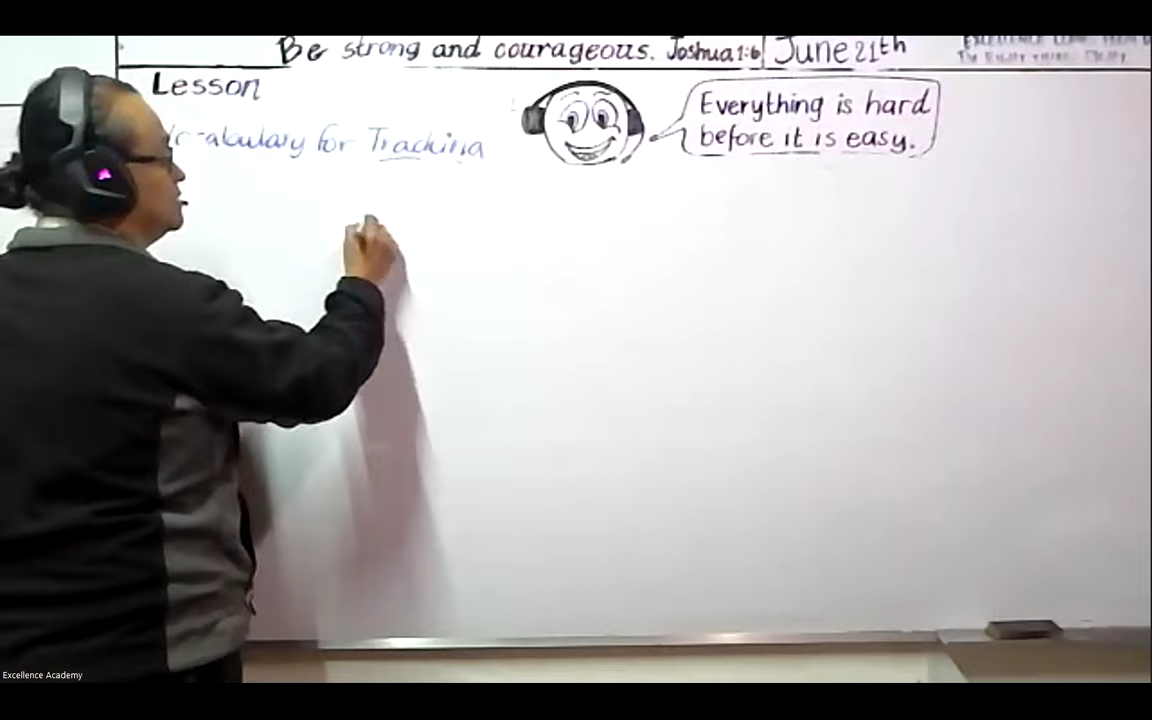 Be strong and courageous. Joshua 1:6 June 21th
Lesson
for Tracking
Everything is hard
before it is easy.
Excellence Academy